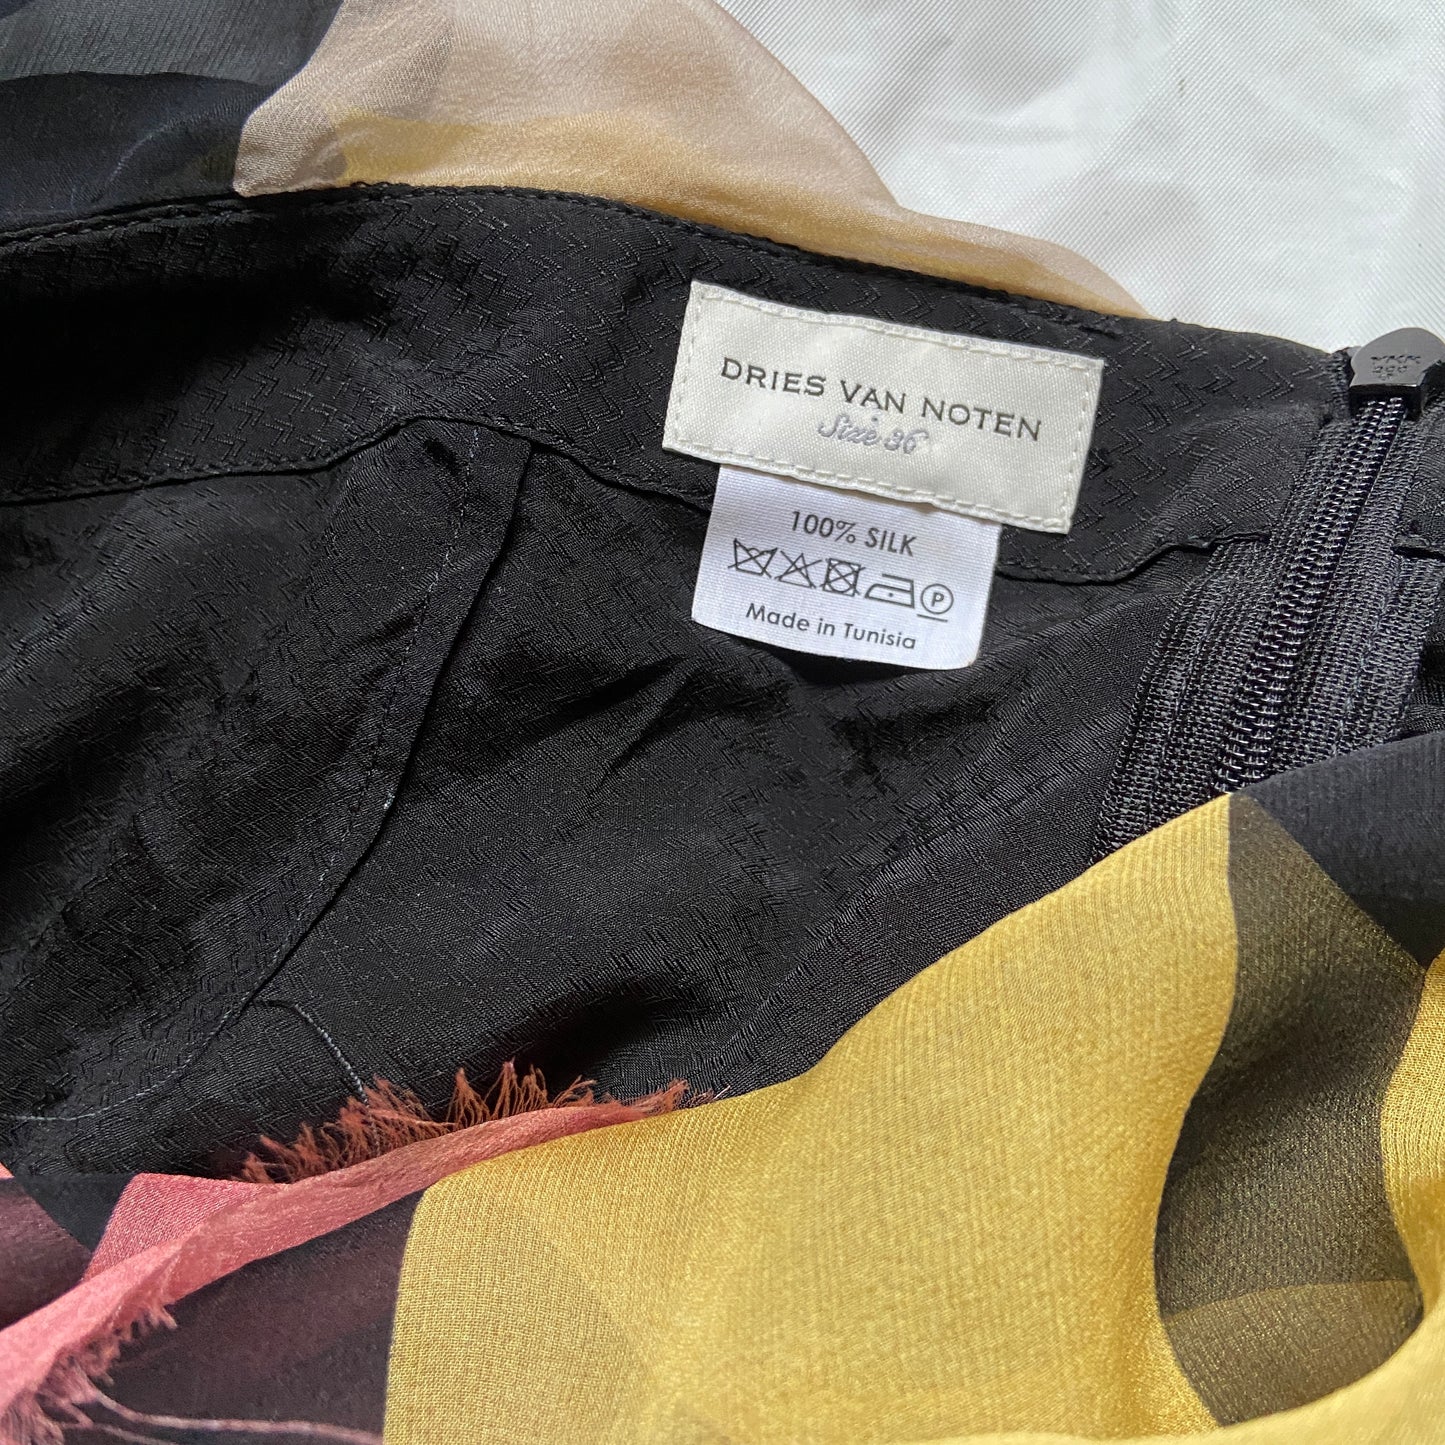 DRIES VAN NOTEN
Size 36
100% SILK
P
Made in Tunisia